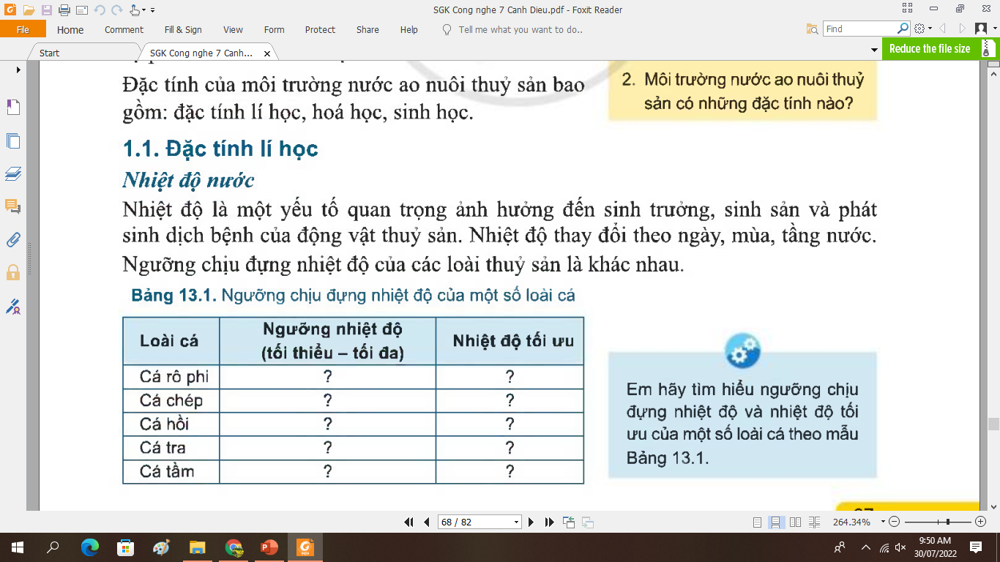 SGK Cong nghe 7 Canh Dieu.pdf - Foxit Reader
File Home Comment Fill & Sign View Form Protect Share Help Tell me what you want to do.. Find
Start SGK Cong nghe 7 Canh... Reduce the file size
Đặc tính của môi trường nước ao nuôi thuỷ sản bao
gồm: đặc tính lí học, hoá học, sinh học.
2. Môi trường nước ao nuôi thuỷ
sản có những đặc tính nào?
1.1. Đặc tính lí học
Nhiệt độ nước
Nhiệt độ là một yếu tố quan trọng ảnh hưởng đến sinh trưởng, sinh sản và phát
sinh dịch bệnh của động vật thuỷ sản. Nhiệt độ thay đổi theo ngày, mùa, tầng nước.
Ngưỡng chịu đựng nhiệt độ của các loài thuỷ sản là khác nhau.
Bảng 13.1. Ngưỡng chịu đựng nhiệt độ của một số loài cá
Loài cá
Ngưỡng nhiệt độ
(tối thiểu – tối đa)
Nhiệt độ tối ưu
Cá rô phi ? ?
Cá chép ? ?
Cá hồi ? ?
Cá tra ? ?
Cá tầm ? ?
Em hãy tìm hiểu ngưỡng chịu
đựng nhiệt độ và nhiệt độ tối
ưu của một số loài cá theo mẫu
Bảng 13.1.
68 / 82
264.34%
9:50 AM
30/07/2022